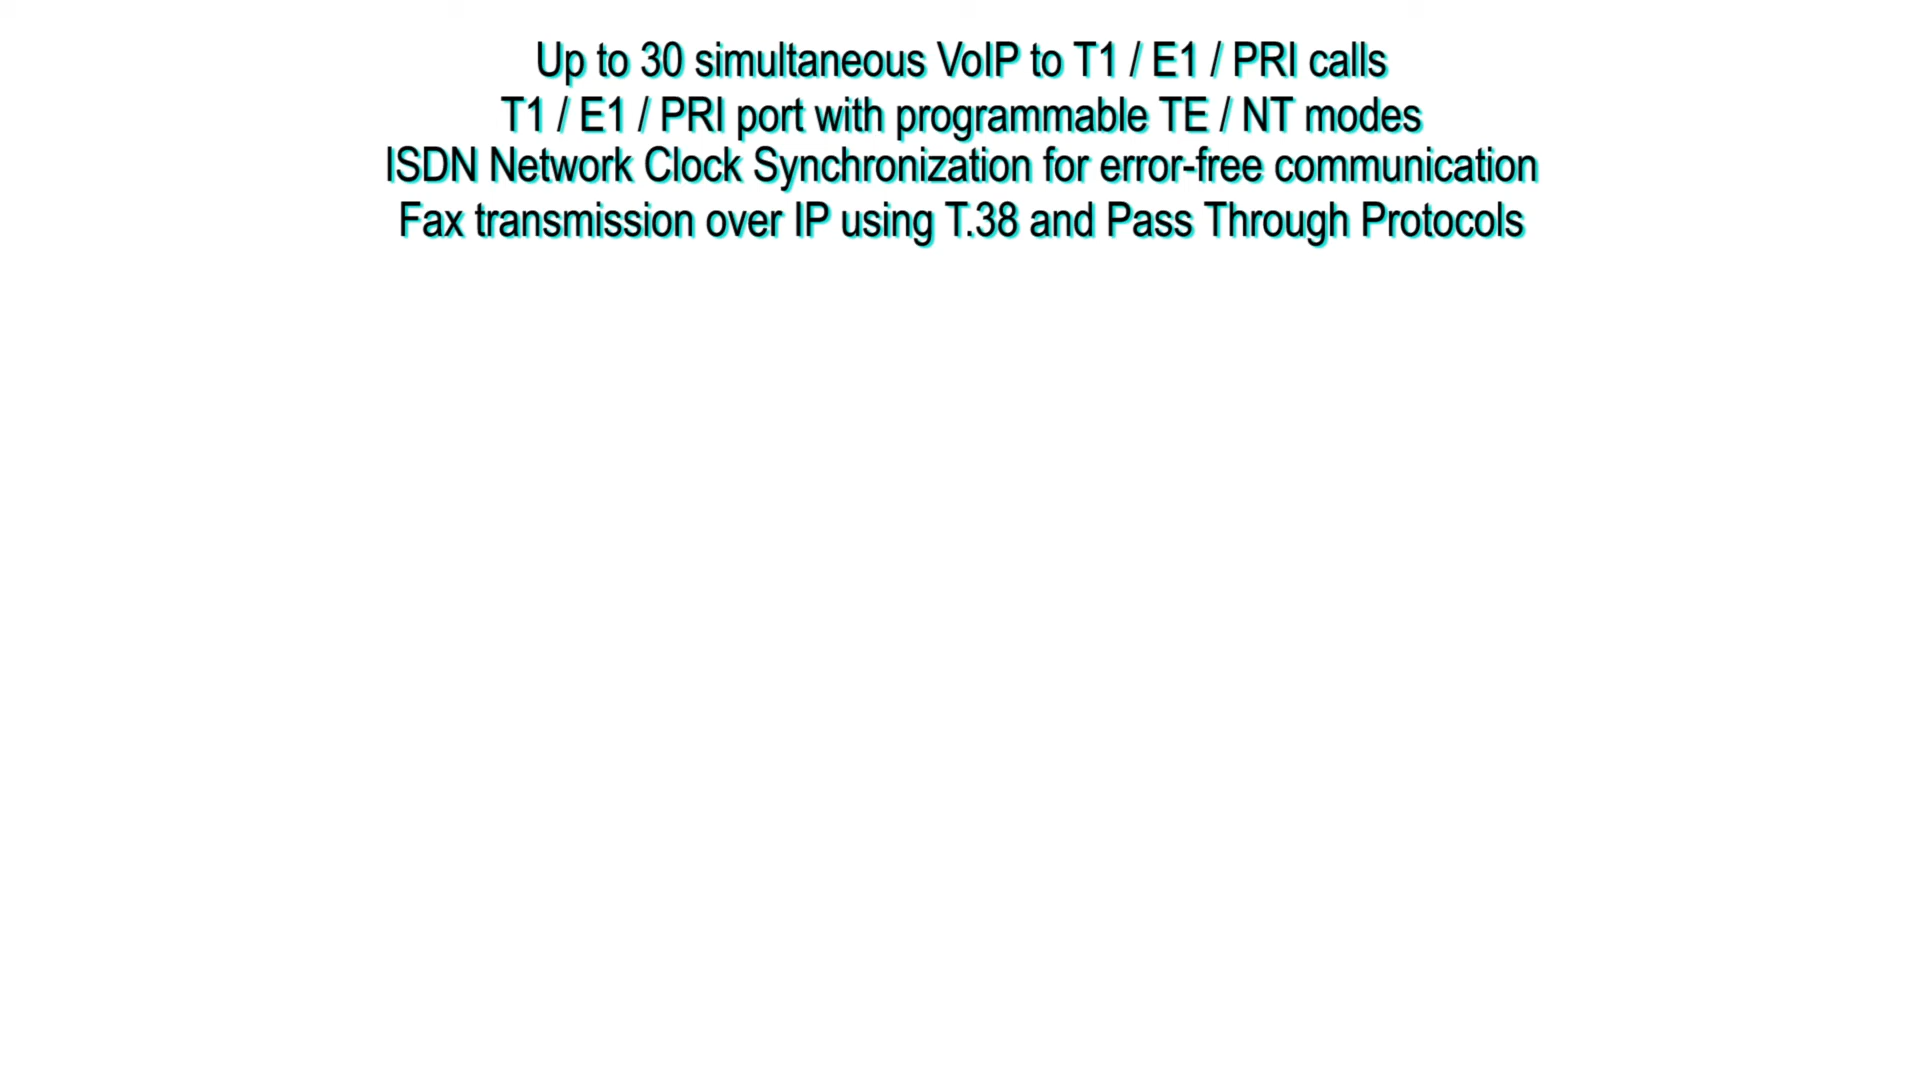 Up to 30 simultaneous VoIP to T1 / E1 / PRI calls
T1 / E1 / PRI port with programmable TE / NT modes
ISDN Network Clock Synchronization for error-free communication
Fax transmission over IP using T.38 and Pass Through Protocols